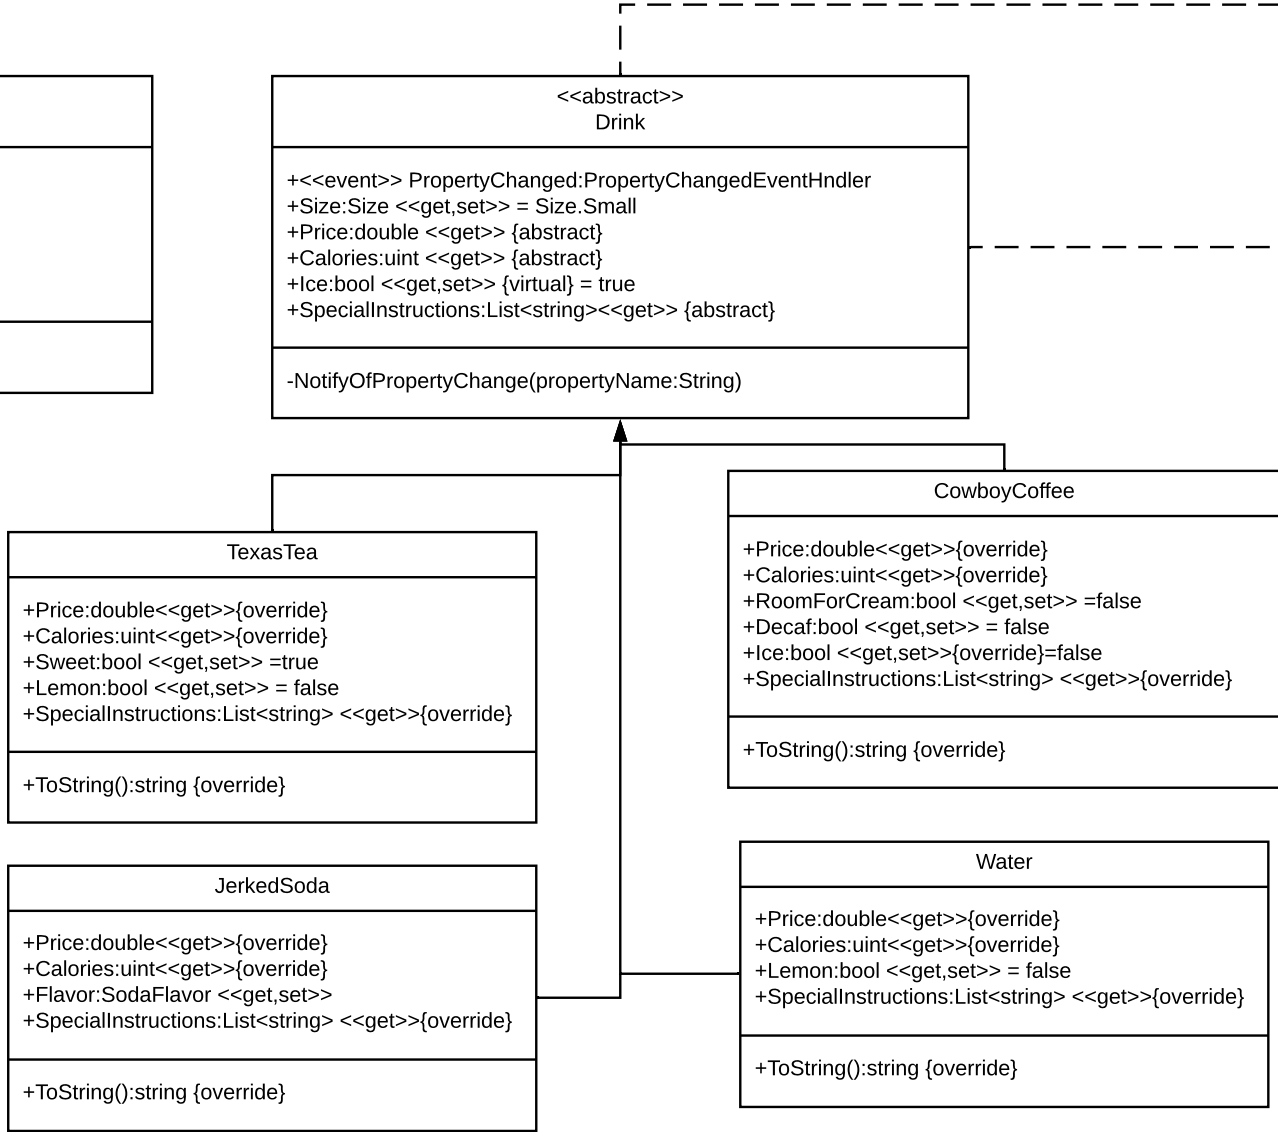 <<abstract>>
Drink
+<<event>> PropertyChanged:PropertyChangedEventHndler
+Size:Size <<get,set>> = Size.Small
+Price:double <<get>> {abstract}
+Calories:uint <<get>> {abstract}
+Ice:bool <<get,set>> {virtual} = true
+SpecialInstructions:List<string><<get>> {abstract}
-NotifyOfPropertyChange(propertyName:String)
TexasTea
+Price:double<<get>>{override}
+Calories:uint<<get>>{override}
+Sweet:bool <<get,set>> =true
+Lemon:bool <<get,set>> = false
+SpecialInstructions:List<string> <<get>>{override}
+ToString():string {override}
CowboyCoffee
+Price:double<<get>>{override}
+Calories:uint<<get>>{override}
+RoomForCream:bool <<get,set>> =false
+Decaf:bool <<get,set>> = false
+Ice:bool <<get,set>>{override}=false
+SpecialInstructions:List<string> <<get>>{override}
+ToString():string {override}
JerkedSoda
+Price:double<<get>>{override}
+Calories:uint<<get>>{override}
+Flavor:SodaFlavor <<get,set>>
+SpecialInstructions:List<string> <<get>>{override}
+ToString():string {override}
Water
+Price:double<<get>>{override}
+Calories:uint<<get>>{override}
+Lemon:bool <<get,set>> = false
+SpecialInstructions:List<string> <<get>>{override}
+ToString():string {override}